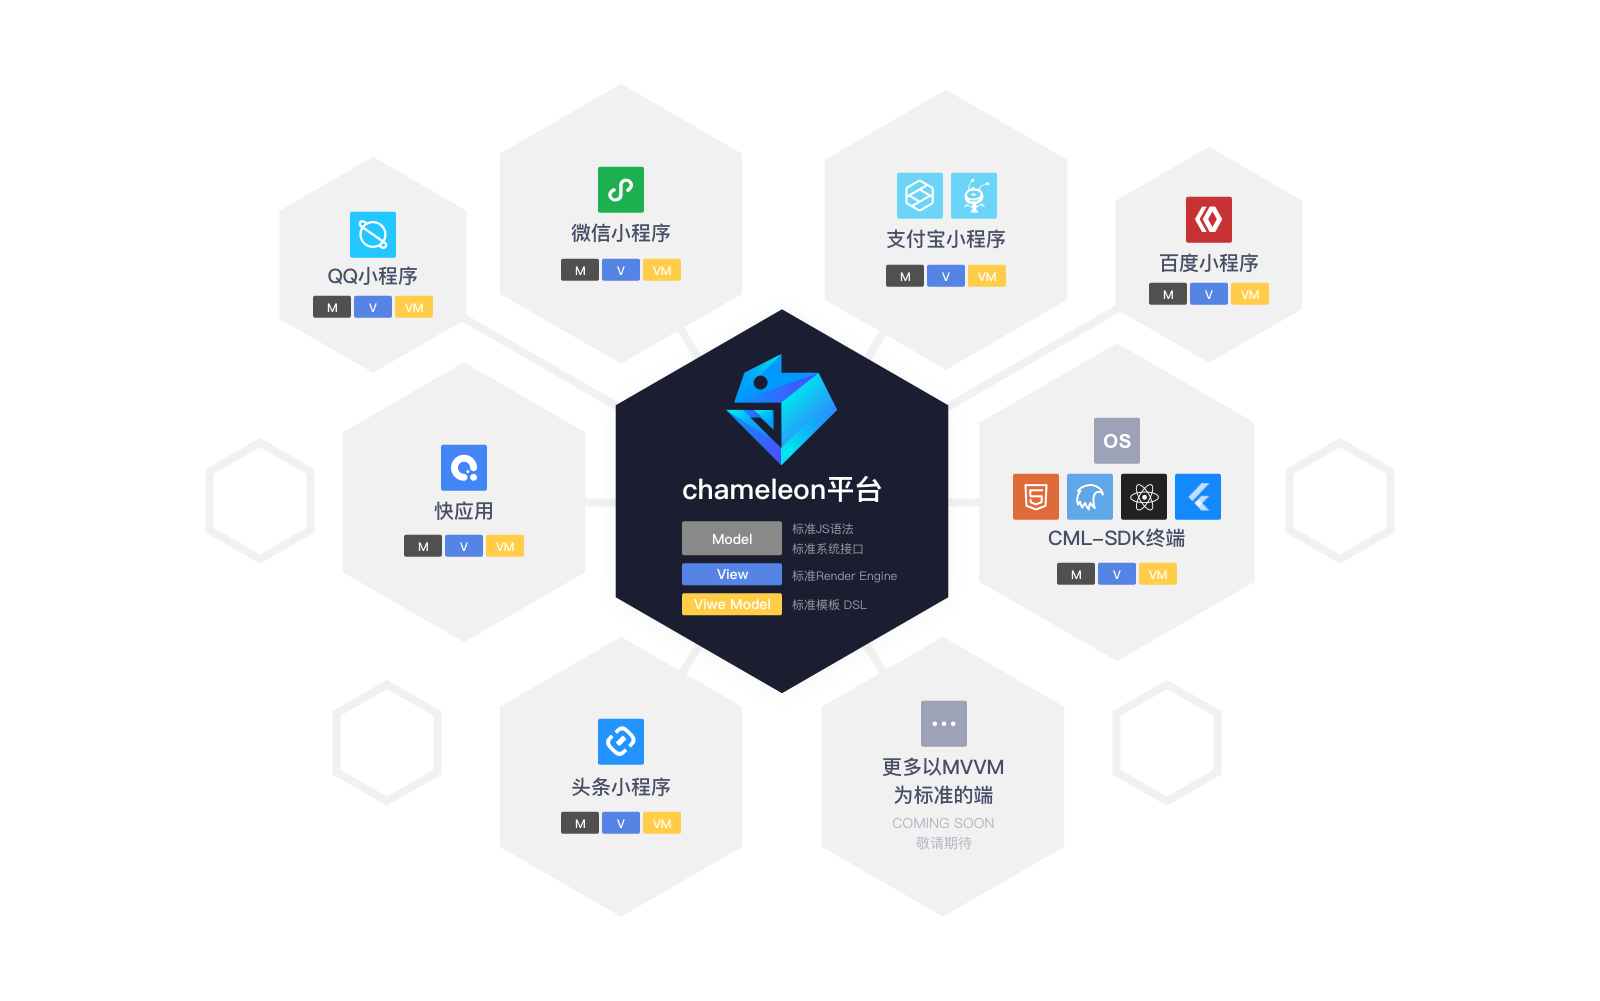 微信小程序
M V VM
支付宝小程序
M V VM
QQ小程序
M V VM
百度小程序
M V VM
快应用
M V VM
chameleon平台
Model
标准JS语法
标准系统接口
View
标准Render Engine
Viwe Model
标准模板 DSL
OS
CML-SDK终端
M V VM
头条小程序
M V VM
更多以MVVM
为标准的端
COMING SOON
敬请期待